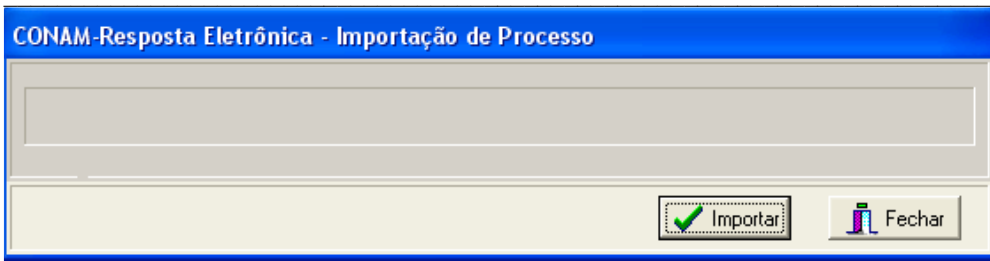 CONAM-Resposta Eletrônica - Importação de Processo
Importar
Fechar